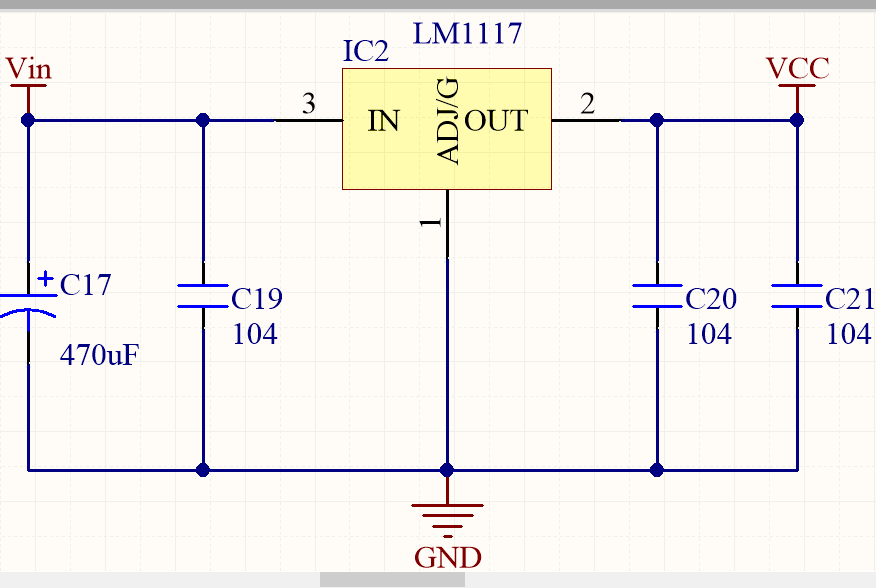 LM1117
IC2
Vin
VCC
3
IN
ADJ/G
OUT
2
1
+
C17
470uF
C19
104
C20
104
C21
104
GND